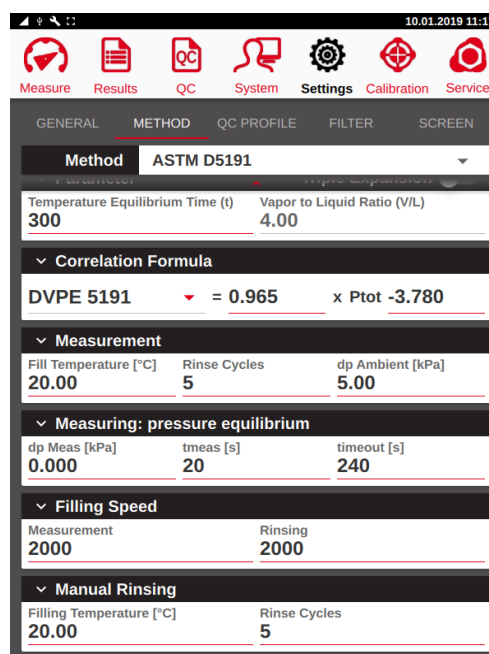 10.01.2019 11:1
QC
Measure Results QC System Settings Calibration Service
GENERAL METHOD QC PROFILE FILTER SCREEN
Method ASTM D5191
Parameter Triple Expansion
Temperature Equilibrium Time (t) Vapor to Liquid Ratio (V/L)
300 4.00
Correlation Formula
DVPE 5191 = 0.965 x Ptot -3.780
Measurement
Fill Temperature [°C] Rinse Cycles dp Ambient [kPa]
20.00 5 5.00
Measuring: pressure equilibrium
dp Meas [kPa] tmeas [s] timeout [s]
0.000 20 240
Filling Speed
Measurement Rinsing
2000 2000
Manual Rinsing
Filling Temperature [°C] Rinse Cycles
20.00 5